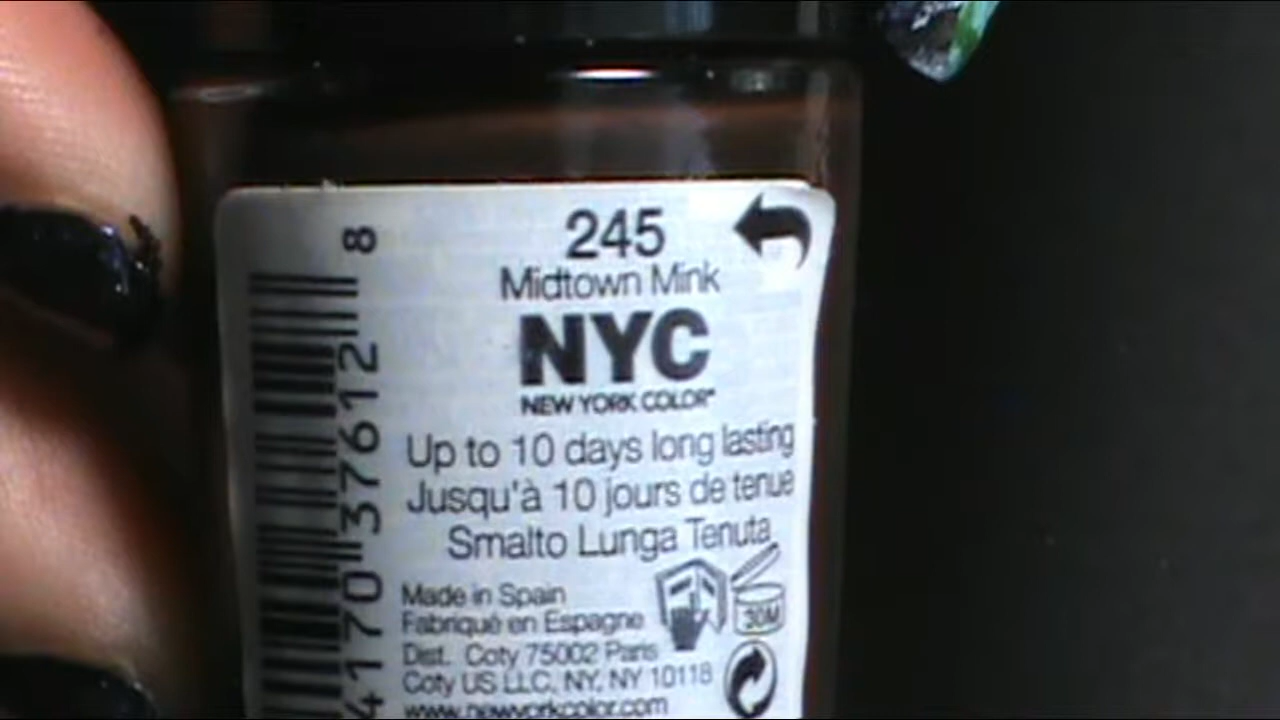 245
Midtown Mink
NYC
NEW YORK COLOR
Up to 10 days long lasting
Jusqu'à 10 jours de tenue
Smalto Lunga Tenuta
Made in Spain
Fabriqué en Espagne
30M
Dist. Coty 75002 Paris
Coty US LLC, NY, NY 10118
www.newyorkcolor.com
4170 37612 8